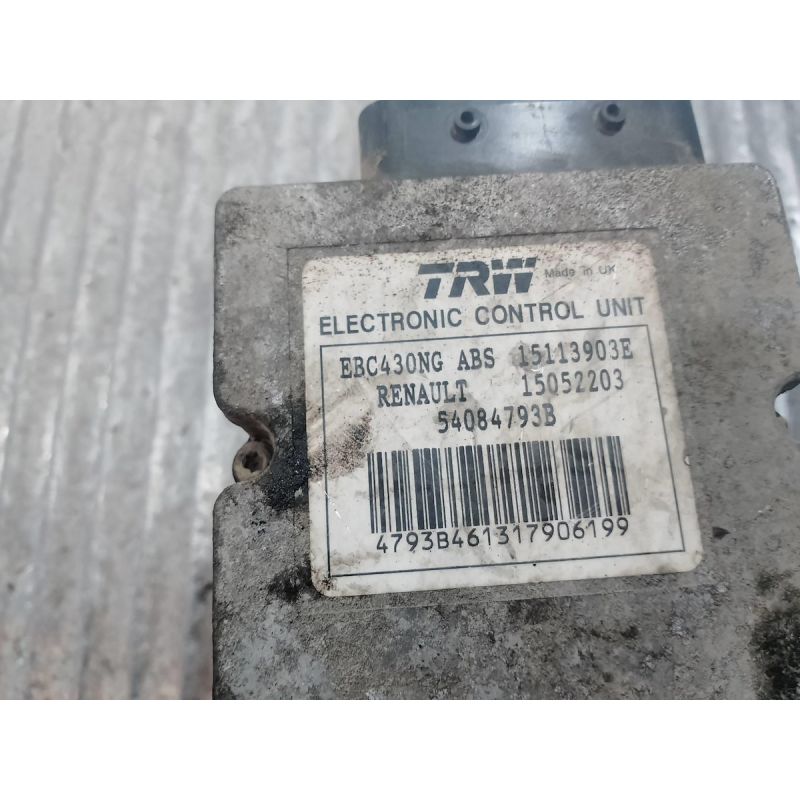 TRW Made in UK
ELECTRONIC CONTROL UNIT
EBC430NG ABS 15113903E
RENAULT 15052203
54084793B
4793B461317906199